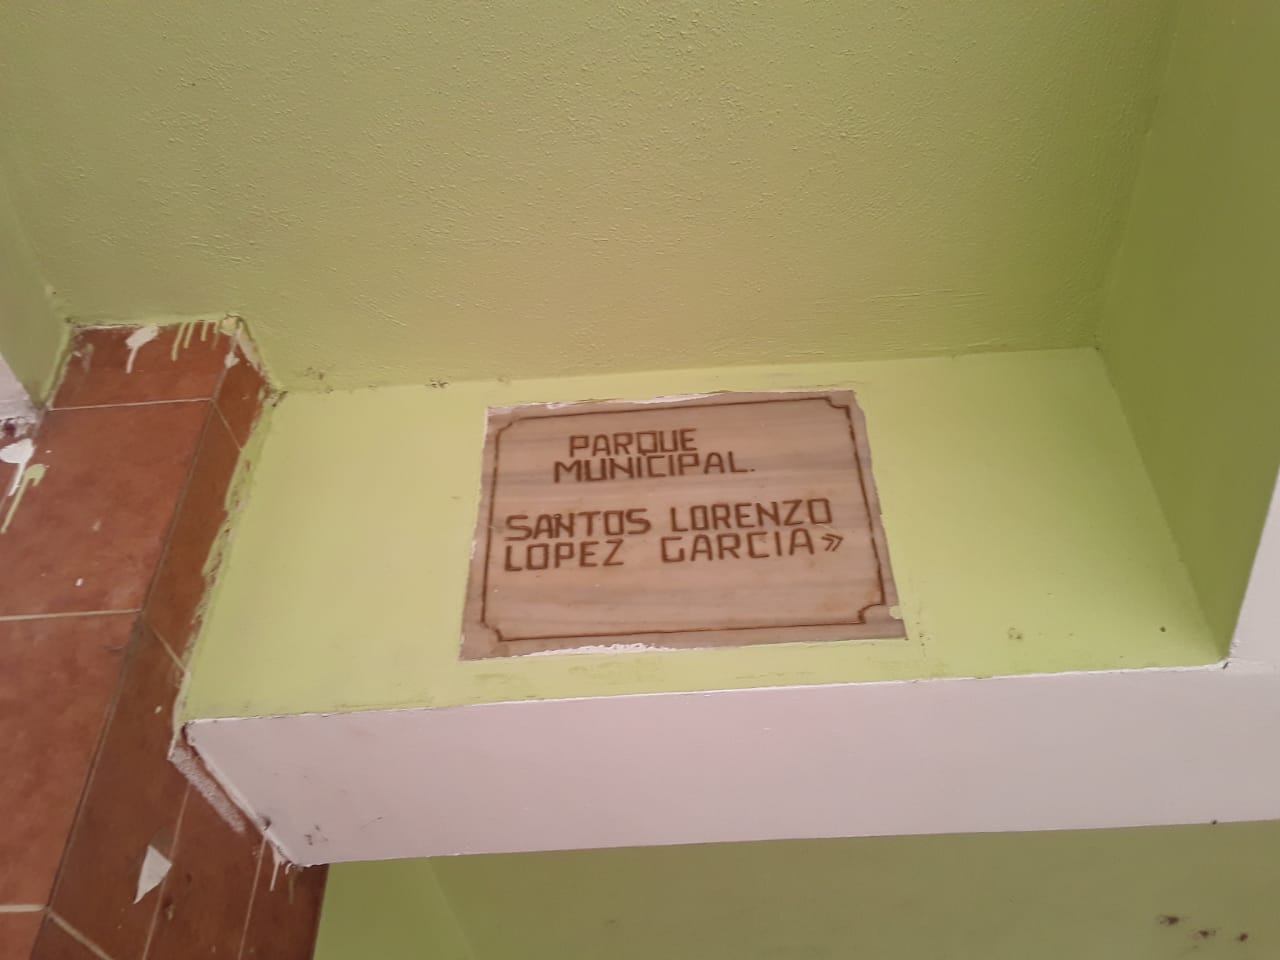 PARQUE
MUNICIPAL.
SANTOS LORENZO
LOPEZ GARCIA»